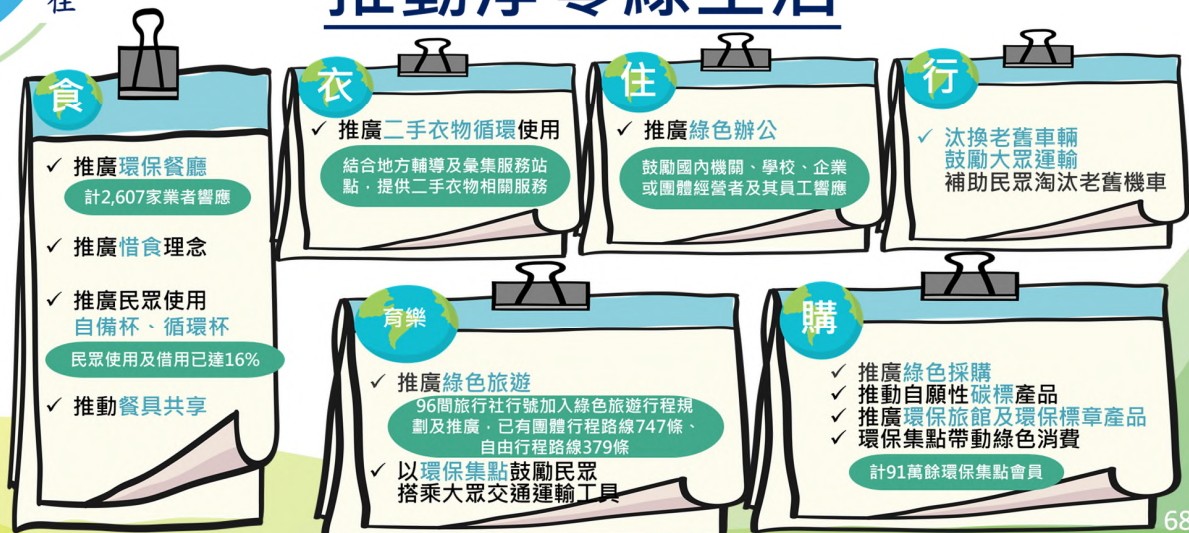 住
推動淨零綠生活
食
✓ 推廣環保餐廳
計2,607家業者響應
✓ 推廣惜食理念
✓ 推廣民眾使用
自備杯、循環杯
民眾使用及借用已達16%
✓ 推動餐具共享
衣
✓ 推廣二手衣物循環使用
結合地方輔導及彙集服務站
點，提供二手衣物相關服務
住
✓ 推廣綠色辦公
鼓勵國內機關、學校、企業
或團體經營者及其員工響應
行
✓ 汰換老舊車輛
鼓勵大眾運輸
補助民眾淘汰老舊機車
育樂
✓ 推廣綠色旅遊
96間旅行社行號加入綠色旅遊行程規
劃及推廣，已有團體行程路線747條、
自由行程路線379條
✓ 以環保集點鼓勵民眾
搭乘大眾交通運輸工具
購
✓ 推廣綠色採購
✓ 推動自願性碳標產品
✓ 推廣環保旅館及環保標章產品
✓ 環保集點帶動綠色消費
計91萬餘環保集點會員
68